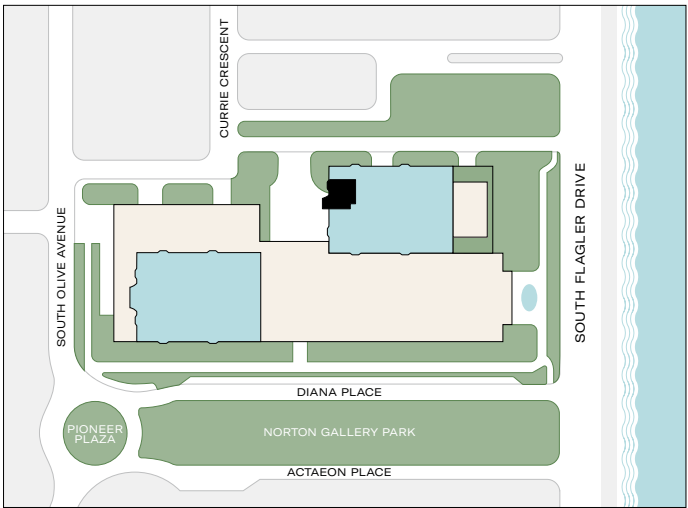 CURRIE CRESCENT
SOUTH OLIVE AVENUE
SOUTH FLAGLER DRIVE
DIANA PLACE
PIONEER
PLAZA
NORTON GALLERY PARK
ACTAEON PLACE